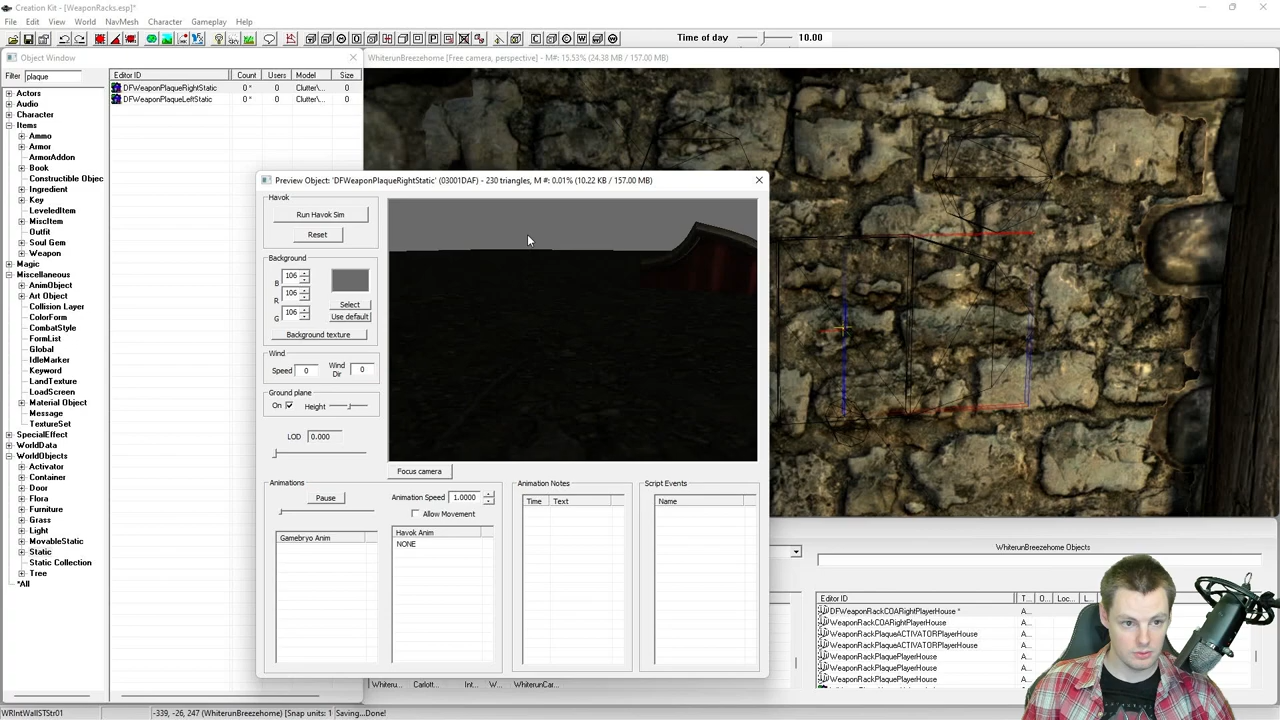 Creation Kit - [WeaponRacks.esp]*
File Edit View World NavMesh Character Gameplay Help
Time of day 10.00
Object Window
WhiterunBreezehome [Free camera, perspective] - M#: 15.53% (24.38 MB / 157.00 MB)
Filter plaque
Editor ID Count Users Model Size
DFWeaponPlaqueRightStatic 0 * 0 Clutter\... 0
DFWeaponPlaqueLeftStatic 0 * 0 Clutter\... 0
Actors
Audio
Character
Items
Ammo
Armor
ArmorAddon
Book
Constructible Objec
Ingredient
Key
LeveledItem
MiscItem
Outfit
Soul Gem
Weapon
Magic
Miscellaneous
AnimObject
Art Object
Collision Layer
ColorForm
CombatStyle
FormList
Global
IdleMarker
Keyword
LandTexture
LoadScreen
Material Object
Message
TextureSet
SpecialEffect
WorldData
WorldObjects
Activator
Container
Door
Flora
Furniture
Grass
Light
MovableStatic
Static
Static Collection
Tree
*All
Preview Object: 'DFWeaponPlaqueRightStatic' (03001DAF) - 230 triangles, M #: 0.01% (10.22 KB / 157.00 MB)
Havok
Run Havok Sim
Reset
Background
B 106
R 106
G 106
Select
Use default
Background texture
Wind
Speed 0 Wind Dir 0
Ground plane
On Height
LOD 0.000
Focus camera
Animations
Pause
Animation Speed 1.0000
Allow Movement
Gamebryo Anim
Havok Anim
NONE
Animation Notes
Time Text
Script Events
Name
WhiterunBreezehome Objects
Editor ID T... O... Loc... L...
DFWeaponRackCOARightPlayerHouse * A...
WeaponRackCOARightPlayerHouse A...
WeaponRackPlaqueACTIVATORPlayerHouse A...
WeaponRackPlaqueACTIVATORPlayerHouse A...
WeaponRackPlaquePlayerHouse A...
WeaponRackPlaquePlayerHouse A...
WeaponRackPlaquePlayerHouse A...
Whiteru... Carlott... Int... W... WhiterunCar...
WRIntWallSTStr01 -339, -26, 247 (WhiterunBreezehome) [Snap units: 1 Saving...Done!